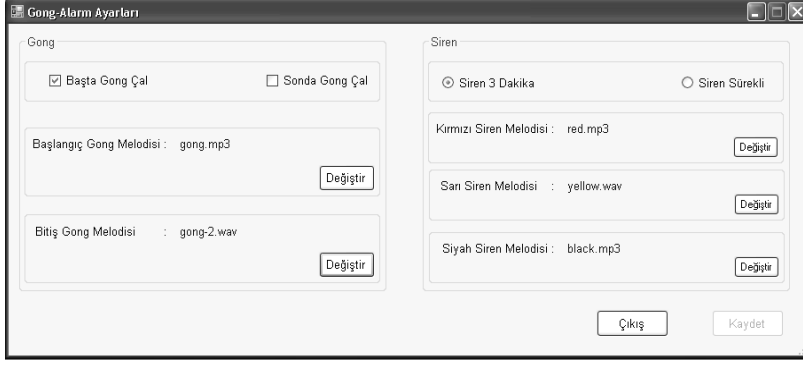 Gong-Alarm Ayarları
Gong
Başta Gong Çal
Sonda Gong Çal
Başlangıç Gong Melodisi : gong.mp3
Değiştir
Bitiş Gong Melodisi : gong-2.wav
Değiştir
Siren
Siren 3 Dakika
Siren Sürekli
Kırmızı Siren Melodisi : red.mp3
Değiştir
Sarı Siren Melodisi : yellow.wav
Değiştir
Siyah Siren Melodisi : black.mp3
Değiştir
Çıkış
Kaydet